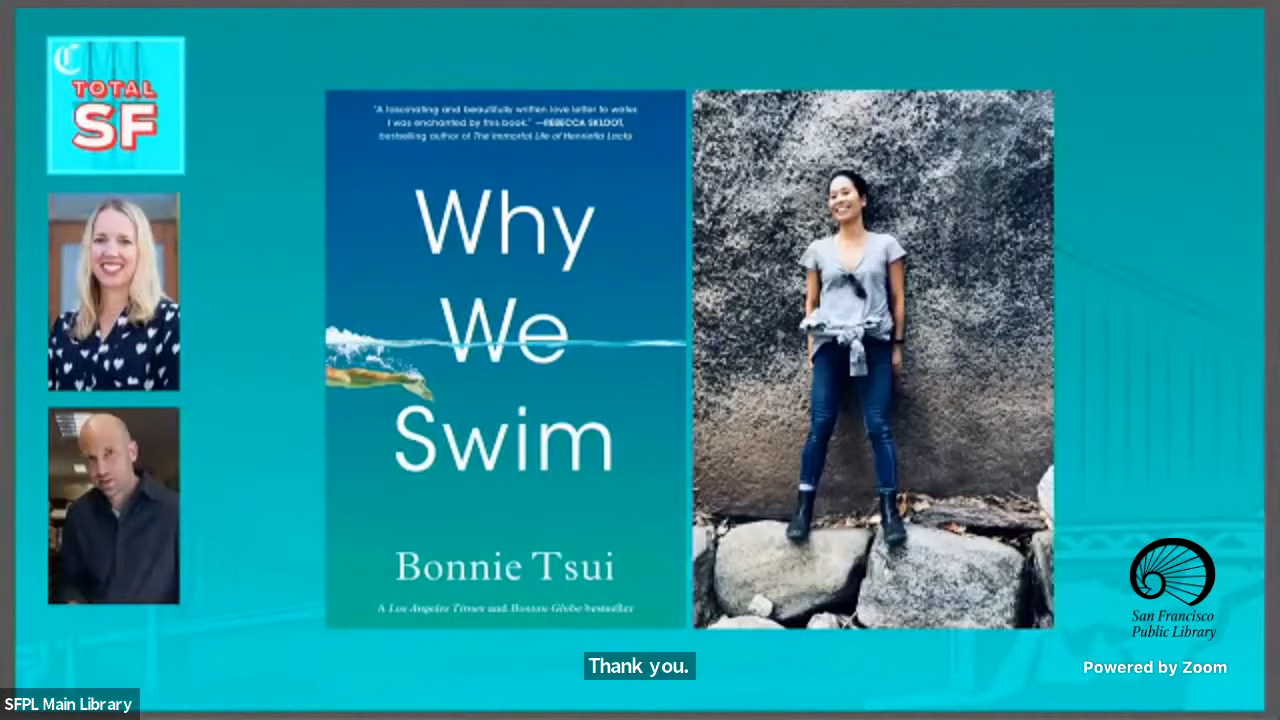 C
TOTAL
SF
"A fascinating and beautifully written love letter to water.
I was enchanted by this book." —REBECCA SKLOOT,
bestselling author of The Immortal Life of Henrietta Lacks
Why
We
Swim
Bonnie Tsui
A Los Angeles Times and Boston Globe bestseller
San Francisco
Public Library
Thank you.
Powered by Zoom
SFPL Main Library